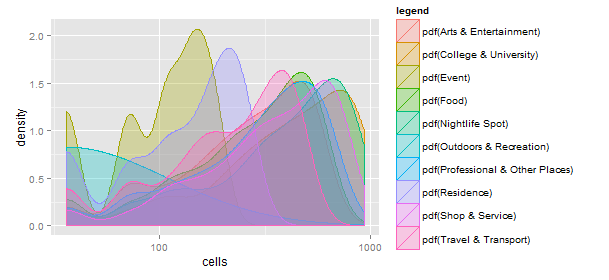 legend
pdf(Arts & Entertainment)
pdf(College & University)
pdf(Event)
pdf(Food)
pdf(Nightlife Spot)
pdf(Outdoors & Recreation)
pdf(Professional & Other Places)
pdf(Residence)
pdf(Shop & Service)
pdf(Travel & Transport)
density
2.0
1.5
1.0
0.5
0.0
100
1000
cells